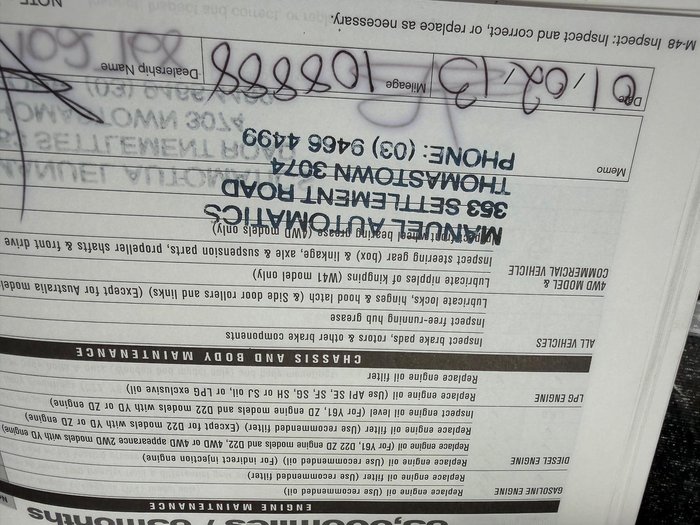 ENGINE MAINTENANCE
GASOLINE ENGINE
Replace engine oil (Use recommended oil)
Replace engine oil filter (Use recommended filter)
DIESEL ENGINE
Replace engine oil (Use recommended oil) (For indirect injection engine)
Replace engine oil (For Y61, D22 ZD engine models and D22, 4WD or 4WD appearance 2WD models with YD engine)
Replace engine oil filter (Use recommended filter) (Except for D22 models with YD or ZD engine)
Inspect engine oil level (For Y61, ZD engine models and D22 models with YD or ZD engine)
LPG ENGINE
Replace engine oil (Use API SE, SF, SG, SH or SJ oil, or LPG exclusive oil)
Replace engine oil filter
CHASSIS AND BODY MAINTENANCE
ALL VEHICLES
Inspect brake pads, rotors & other brake components
Inspect free-running hub grease
Lubricate locks, hinges & hood latch (& Side door rollers and links) (Except for Australia models
4WD MODEL &
COMMERCIAL VEHICLE
Lubricate nipples of kingpins (W41 model only)
Inspect steering gear (box) & linkage, axle & suspension parts, propeller shafts & front drive
front wheel bearing grease (4WD models only)
MANUEL AUTOMATICS
353 SETTLEMENT ROAD
THOMASTOWN 3074
PHONE: (03) 9466 4499
Memo
Date
01/02/13
Mileage
108888
Dealership Name
M-48 Inspect: Inspect and correct, or replace as necessary.
NOTE